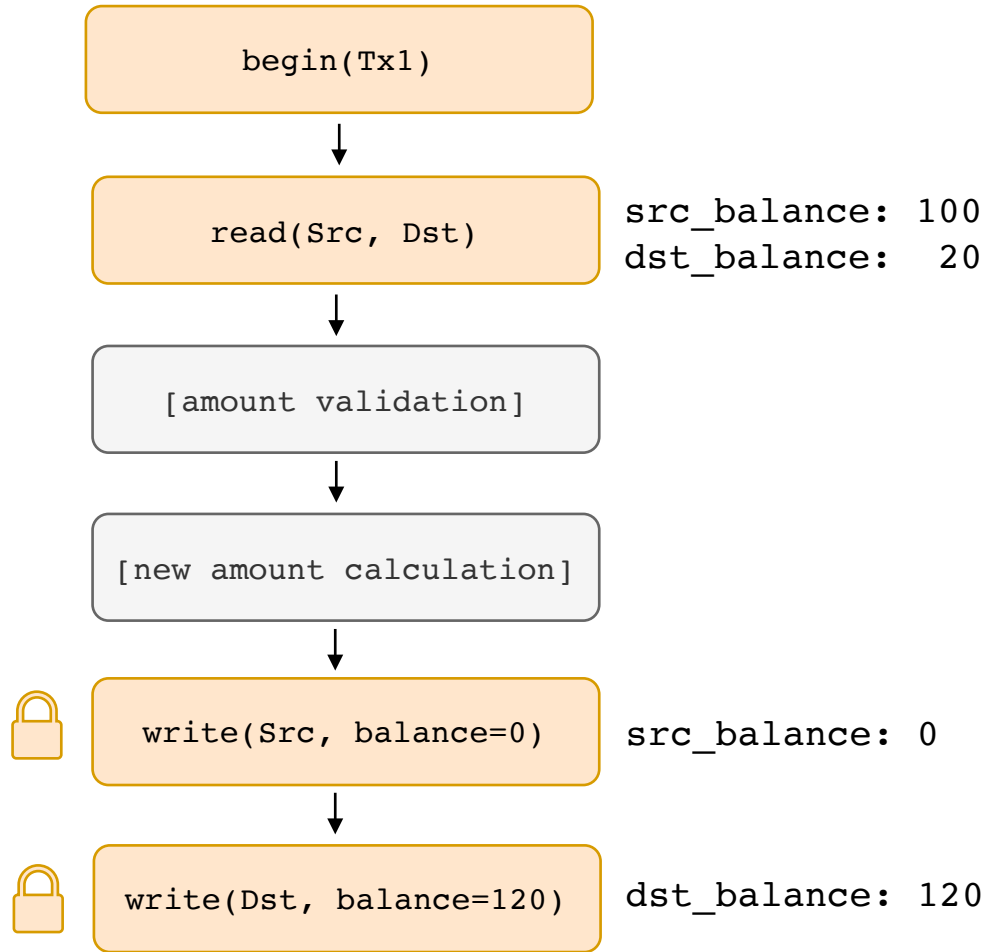 begin(Tx1)
read(Src, Dst)
src_balance: 100
dst_balance:  20
[amount validation]
[new amount calculation]
write(Src, balance=0)
src_balance: 0
write(Dst, balance=120)
dst_balance: 120